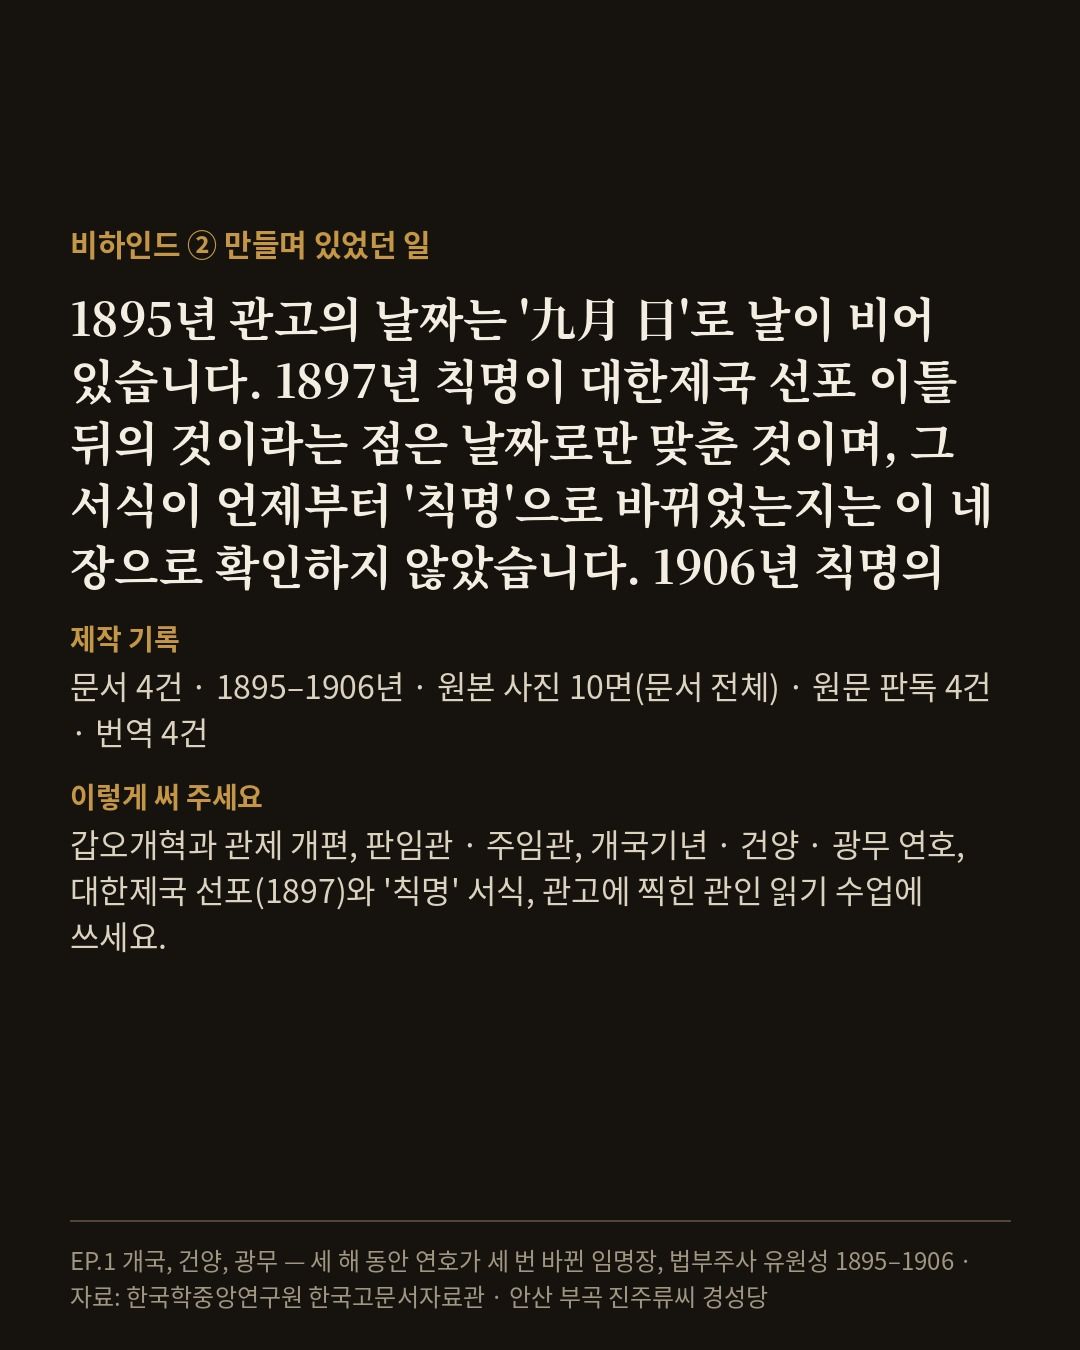 비하인드 ② 만들며 있었던 일
1895년 관고의 날짜는 '九月 日'로 날이 비어
있습니다. 1897년 칙명이 대한제국 선포 이틀
뒤의 것이라는 점은 날짜로만 맞춘 것이며, 그
서식이 언제부터 '칙명'으로 바뀌었는지는 이 네
장으로 확인하지 않았습니다. 1906년 칙명의
제작 기록
문서 4건 · 1895–1906년 · 원본 사진 10면(문서 전체) · 원문 판독 4건
· 번역 4건
이렇게 써 주세요
갑오개혁과 관제 개편, 판임관 · 주임관, 개국기년 · 건양 · 광무 연호,
대한제국 선포(1897)와 '칙명' 서식, 관고에 찍힌 관인 읽기 수업에
쓰세요.
EP.1 개국, 건양, 광무 — 세 해 동안 연호가 세 번 바뀐 임명장, 법부주사 유원성 1895–1906 ·
자료: 한국학중앙연구원 한국고문서자료관 · 안산 부곡 진주류씨 경성당